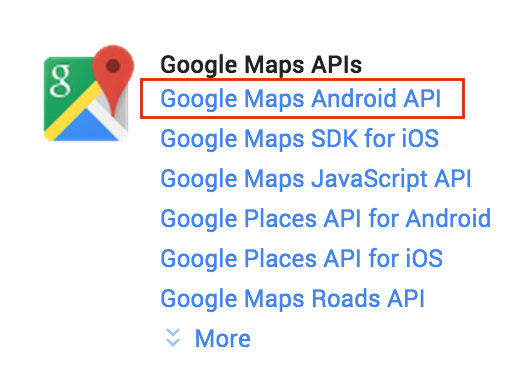 g
Google Maps APIs
Google Maps Android API
Google Maps SDK for iOS
Google Maps JavaScript API
Google Places API for Android
Google Places API for iOS
Google Maps Roads API
More